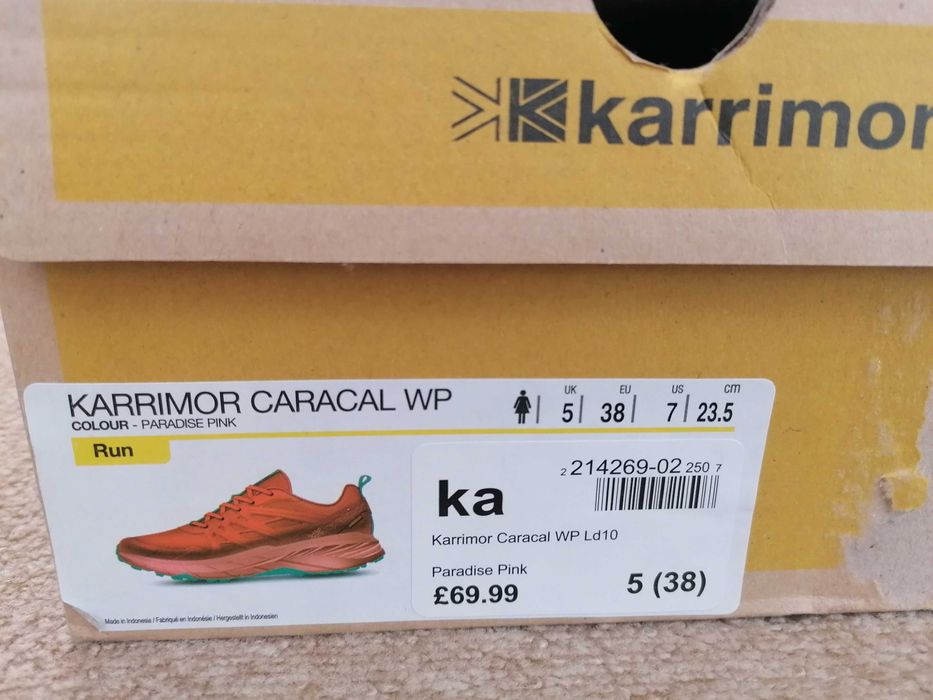 karrimor
KARRIMOR CARACAL WP
COLOUR - PARADISE PINK
Run
UK EU US cm
5 38 7 23.5
2 214269-02 250 7
ka
Karrimor Caracal WP Ld10
Paradise Pink
£69.99
5 (38)
Made in Indonesia / Fabriqué en Indonésie / Hergestellt in Indonesien